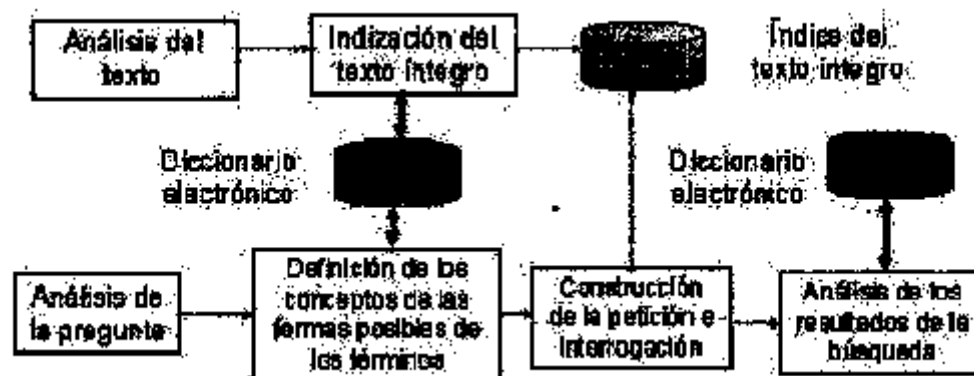 Análisis del
texto
Indización del
texto íntegro
Índice del
texto íntegro
Diccionario
electrónico
Diccionario
electrónico
Análisis de
la pregunta
Definición de los
conceptos de las
formas posibles de
los términos
Construcción
de la petición e
interrogación
Análisis de los
resultados de la
búsqueda